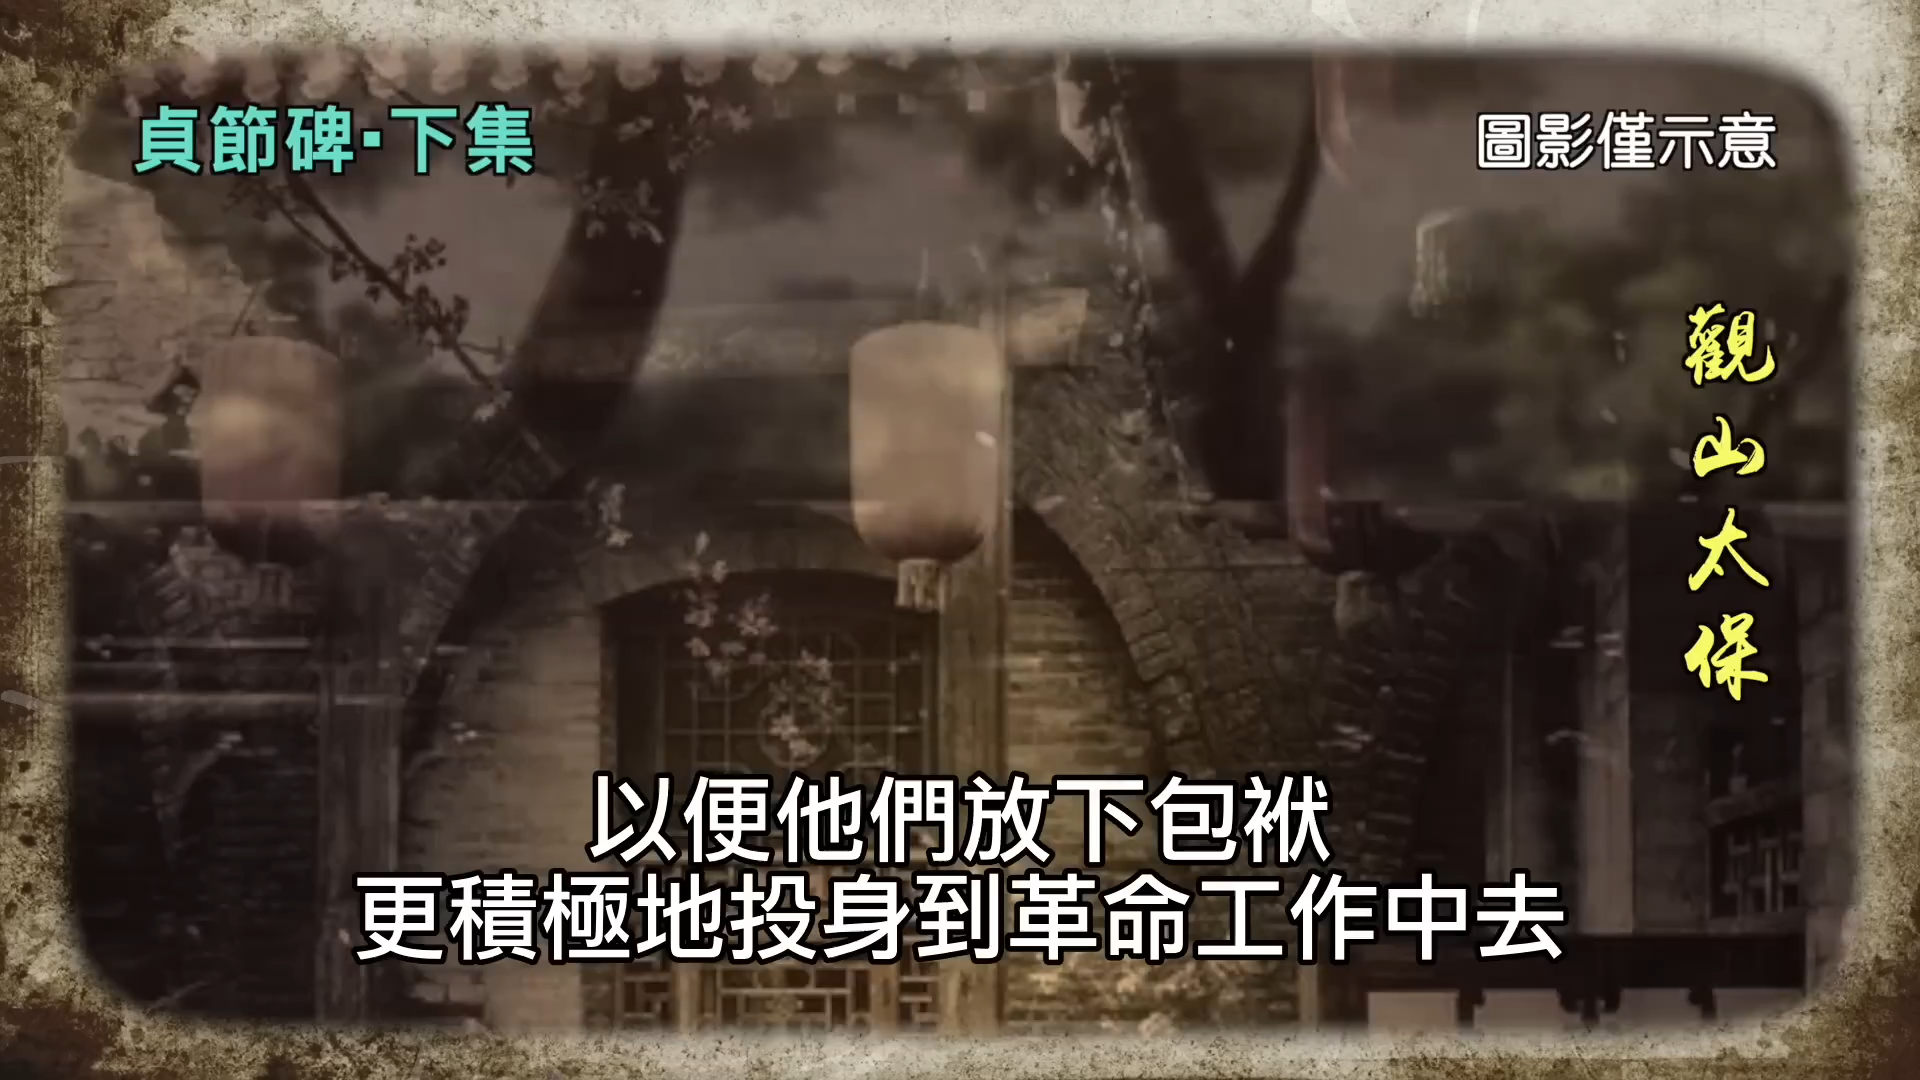 貞節碑·下集
圖影僅示意
觀山太保
以便他們放下包袱
更積極地投身到革命工作中去